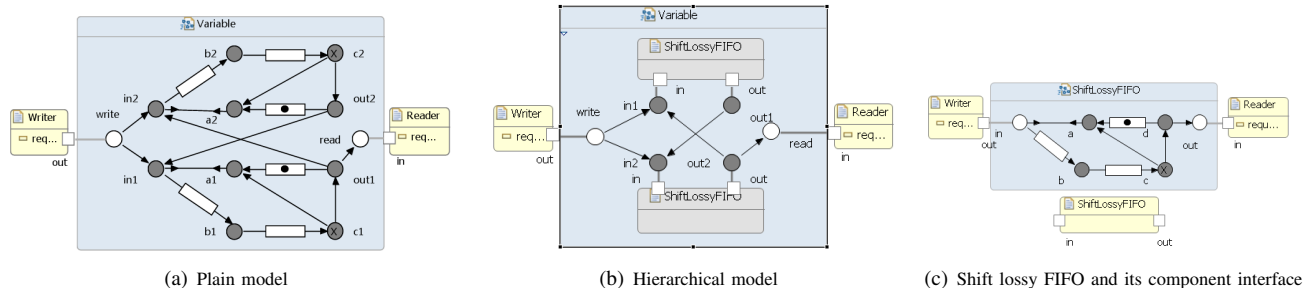 Variable
b2
c2
in2
a2
out2
write
Writer
req...
out
Reader
req...
in
read
in1
a1
out1
b1
c1
(a) Plain model
Variable
ShiftLossyFIFO
in
out
in1
out1
write
Writer
req...
out
Reader
req...
in
read
in2
out2
in
out
ShiftLossyFIFO
(b) Hierarchical model
ShiftLossyFIFO
Writer
req...
in
out
a
d
out
b
c
Reader
requ...
in
ShiftLossyFIFO
in
out
(c) Shift lossy FIFO and its component interface